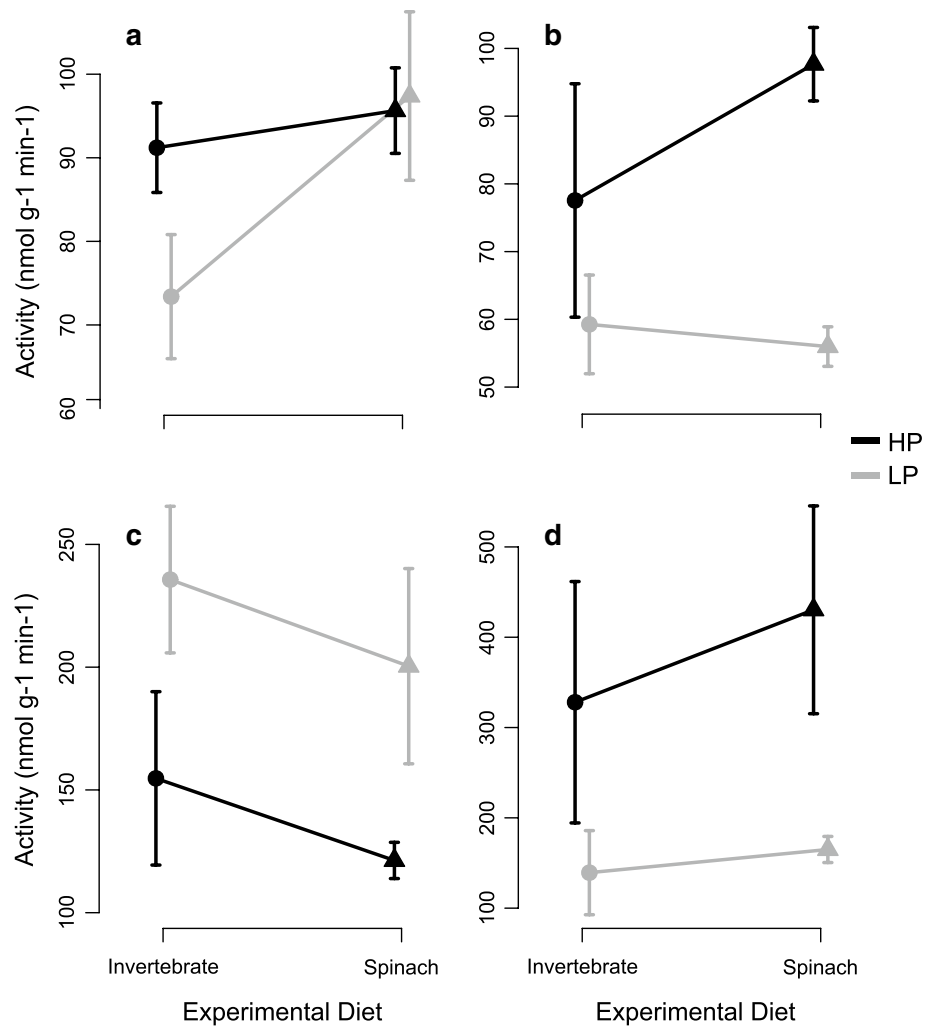 a
100
90
80
70
60
Activity (nmol g-1 min-1)
b
100
90
80
70
60
50
HP
LP
c
250
200
150
100
Activity (nmol g-1 min-1)
Invertebrate
Spinach
Experimental Diet
d
500
400
300
200
100
Invertebrate
Spinach
Experimental Diet